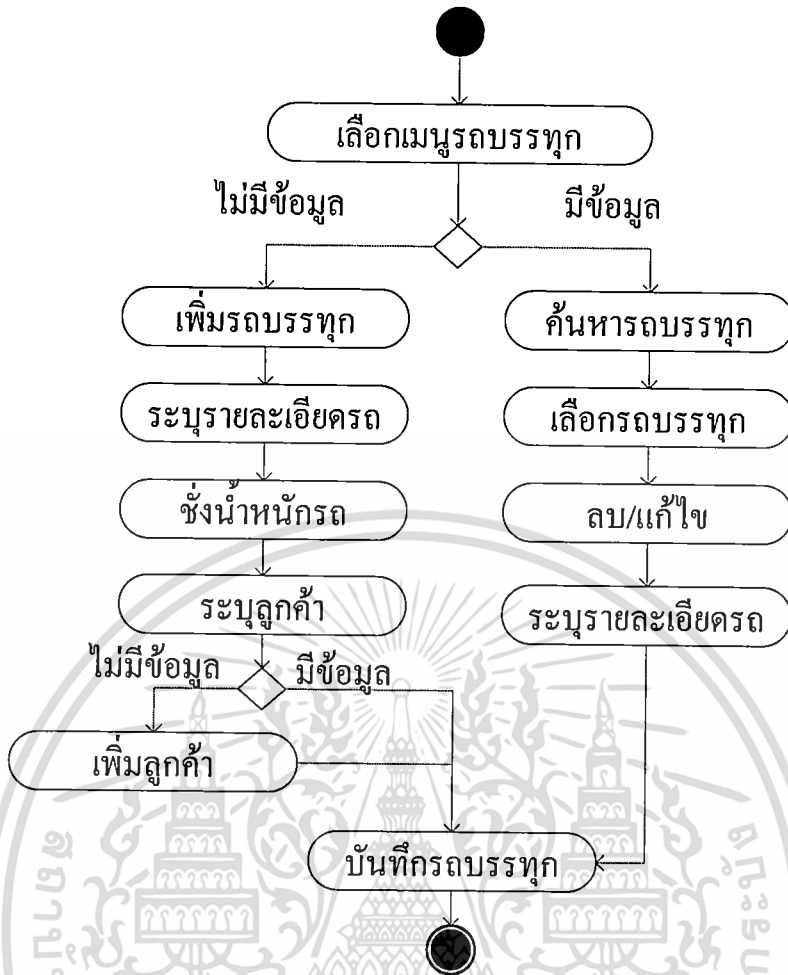 เลือกเมนูรถบรรทุก
ไม่มีข้อมูล
มีข้อมูล
เพิ่มรถบรรทุก
ค้นหารถบรรทุก
ระบุรายละเอียดรถ
เลือกรถบรรทุก
ชั่งน้ำหนักรถ
ลบ/แก้ไข
ระบุลูกค้า
ระบุรายละเอียดรถ
ไม่มีข้อมูล
มีข้อมูล
เพิ่มลูกค้า
บันทึกรถบรรทุก